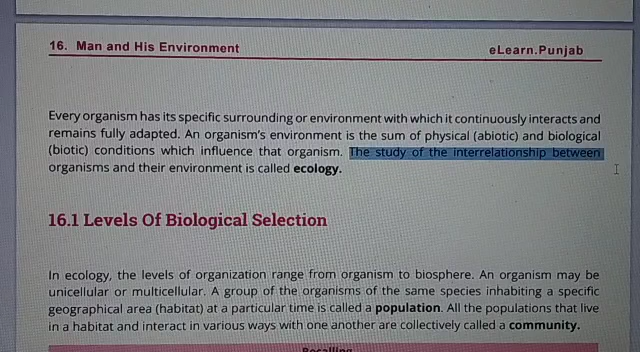 16. Man and His Environment
eLearn.Punjab
Every organism has its specific surrounding or environment with which it continuously interacts and
remains fully adapted. An organism's environment is the sum of physical (abiotic) and biological
(biotic) conditions which influence that organism. The study of the interrelationship between
organisms and their environment is called ecology.
16.1 Levels Of Biological Selection
In ecology, the levels of organization range from organism to biosphere. An organism may be
unicellular or multicellular. A group of the organisms of the same species inhabiting a specific
geographical area (habitat) at a particular time is called a population. All the populations that live
in a habitat and interact in various ways with one another are collectively called a community.
Recalling